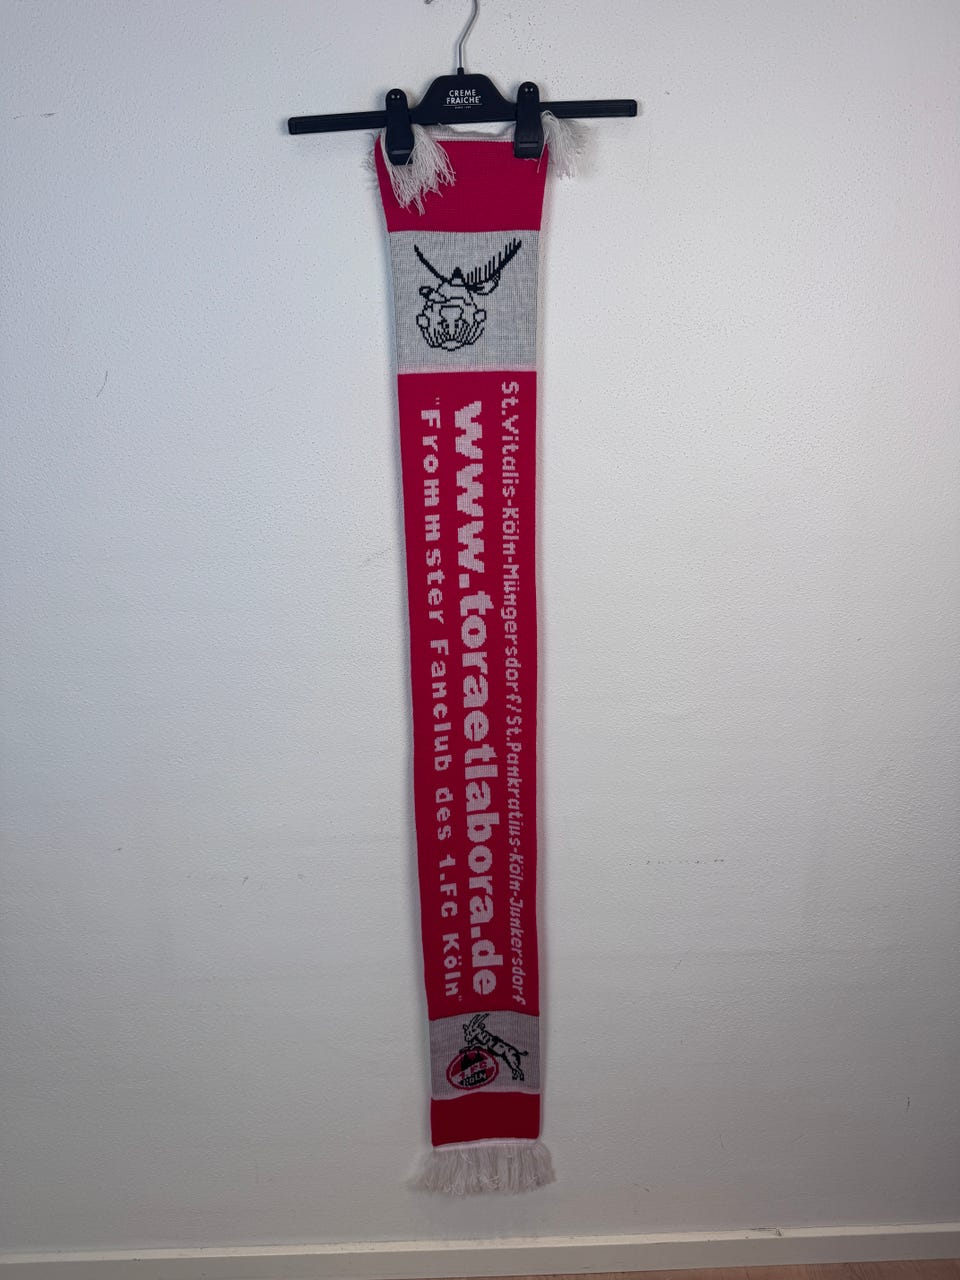 CREME
FRAICHE
St.Vitalis-Köln-Müngersdorf/St.Pankratius-Köln-Junkersdorf
www.toraetlabora.de
"Frommster Fanclub des 1.FC Köln"
1.FC
KÖLN